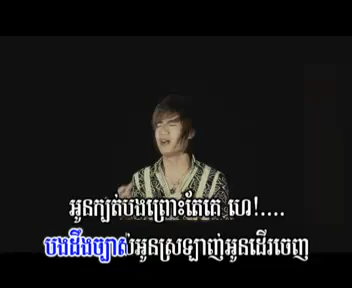 អូនក្បត់បងព្រោះតែគេ ហេ!....
បងដឹងច្បាស់អូនស្រឡាញ់អូនដើរចេញ